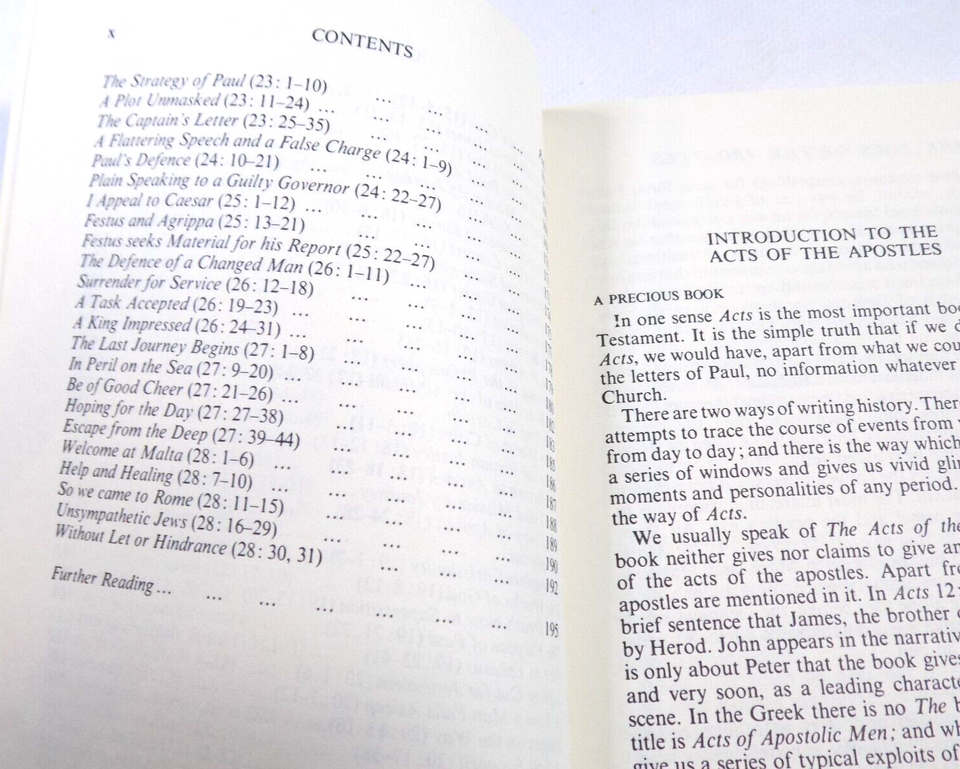 x
CONTENTS
The Strategy of Paul (23: 1–10) ...
A Plot Unmasked (23: 11–24) ... ...
The Captain's Letter (23: 25–35) ... ...
A Flattering Speech and a False Charge (24: 1–9)
Paul's Defence (24: 10–21) ... ... ...
Plain Speaking to a Guilty Governor (24: 22–27)
I Appeal to Caesar (25: 1–12) ... ... ...
Festus and Agrippa (25: 13–21) ... ... ...
Festus seeks Material for his Report (25: 22–27)
The Defence of a Changed Man (26: 1–11) ...
Surrender for Service (26: 12–18) ... ... ...
A Task Accepted (26: 19–23) ... ... ...
A King Impressed (26: 24–31) ... ... ...
The Last Journey Begins (27: 1–8) ... ... ...
In Peril on the Sea (27: 9–20) ... ... ...
Be of Good Cheer (27: 21–26) ... ... ...
Hoping for the Day (27: 27–38) ... ... ...
Escape from the Deep (27: 39–44) ... ...
Welcome at Malta (28: 1–6) ... ... ...
Help and Healing (28: 7–10) ... ... ... 187
So we came to Rome (28: 11–15) ... ... 188
Unsympathetic Jews (28: 16–29) ... ... 189
Without Let or Hindrance (28: 30, 31) ... ... 192
Further Reading ... ... ... ... ... ... 195
INTRODUCTION TO THE
ACTS OF THE APOSTLES
A PRECIOUS BOOK
In one sense Acts is the most important
Testament. It is the simple truth that if we
Acts, we would have, apart from what we
the letters of Paul, no information whatever
Church.
There are two ways of writing history.
attempts to trace the course of events from
from day to day; and there is the way which
a series of windows and gives us vivid
moments and personalities of any period.
the way of Acts.
We usually speak of The Acts of the
book neither gives nor claims to give
of the acts of the apostles. Apart
apostles are mentioned in it. In Acts 12:
brief sentence that James, the brother
by Herod. John appears in the
is only about Peter that the book
and very soon, as a leading
scene. In the Greek there is no The
title is Acts of Apostolic Men; and
give us a series of typical exploits of